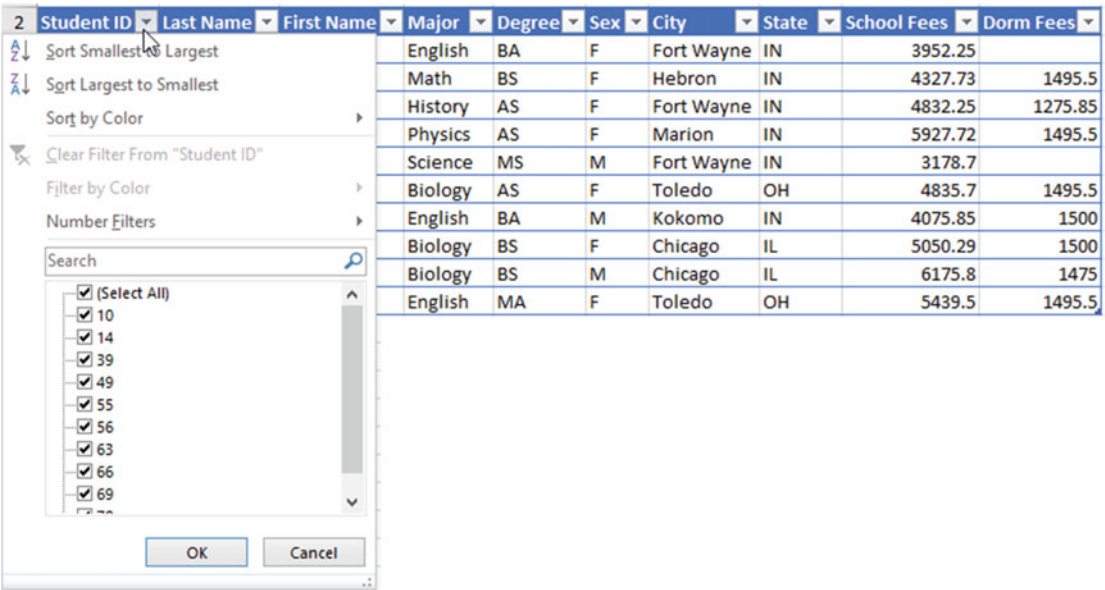 2 Student ID Last Name First Name Major Degree Sex City State School Fees Dorm Fees
Sort Smallest to Largest
Sort Largest to Smallest
Sort by Color
Clear Filter From "Student ID"
Filter by Color
Number Filters
Search
(Select All)
10
14
39
49
55
56
63
66
69
OK Cancel
English BA F Fort Wayne IN 3952.25
Math BS F Hebron IN 4327.73 1495.5
History AS F Fort Wayne IN 4832.25 1275.85
Physics AS F Marion IN 5927.72 1495.5
Science MS M Fort Wayne IN 3178.7
Biology AS F Toledo OH 4835.7 1495.5
English BA M Kokomo IN 4075.85 1500
Biology BS F Chicago IL 5050.29 1500
Biology BS M Chicago IL 6175.8 1475
English MA F Toledo OH 5439.5 1495.5